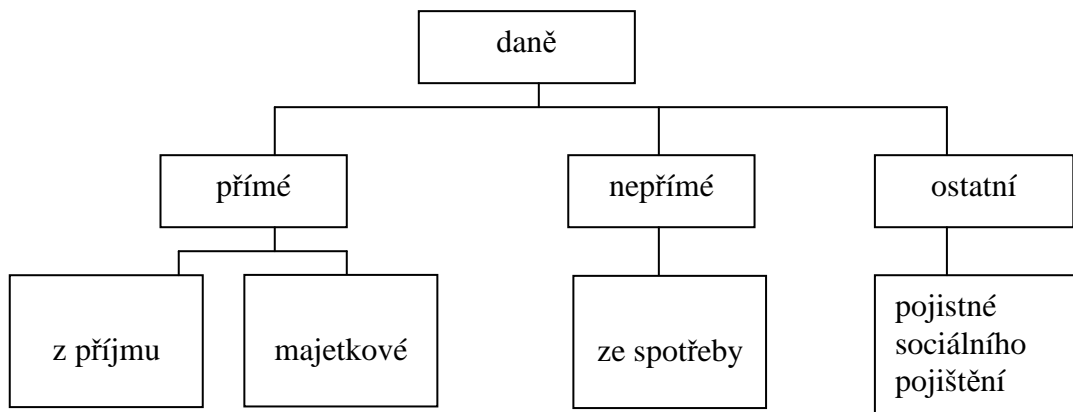 daně
přímé
nepřímé
ostatní
z příjmu
majetkové
ze spotřeby
pojistné
sociálního
pojištění